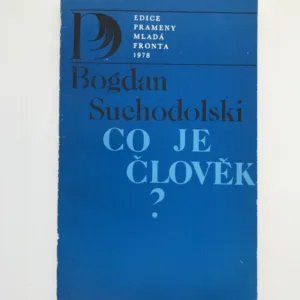 EDICE
PRAMENY
MLADÁ
FRONTA
1978
Bogdan
Suchodolski
CO JE
ČLOVĚK
?